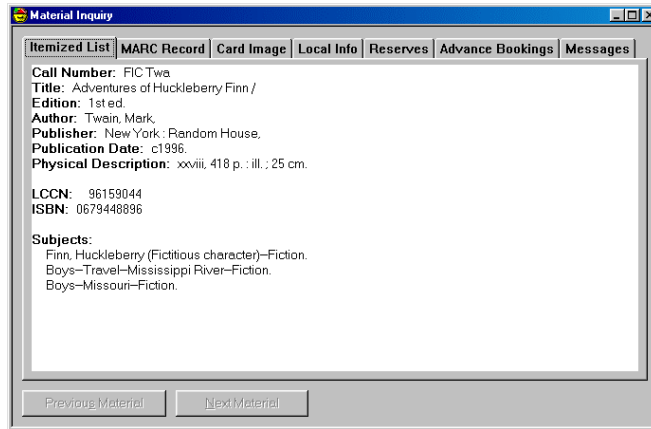 Material Inquiry
Itemized List MARC Record Card Image Local Info Reserves Advance Bookings Messages
Call Number: FIC Twa
Title: Adventures of Huckleberry Finn /
Edition: 1st ed.
Author: Twain, Mark,
Publisher: New York : Random House,
Publication Date: c1996.
Physical Description: xxviii, 418 p. : ill. ; 25 cm.
LCCN: 96159044
ISBN: 0679448896
Subjects:
Finn, Huckleberry (Fictitious character)–Fiction.
Boys–Travel–Mississippi River–Fiction.
Boys–Missouri–Fiction.
Previous Material Next Material